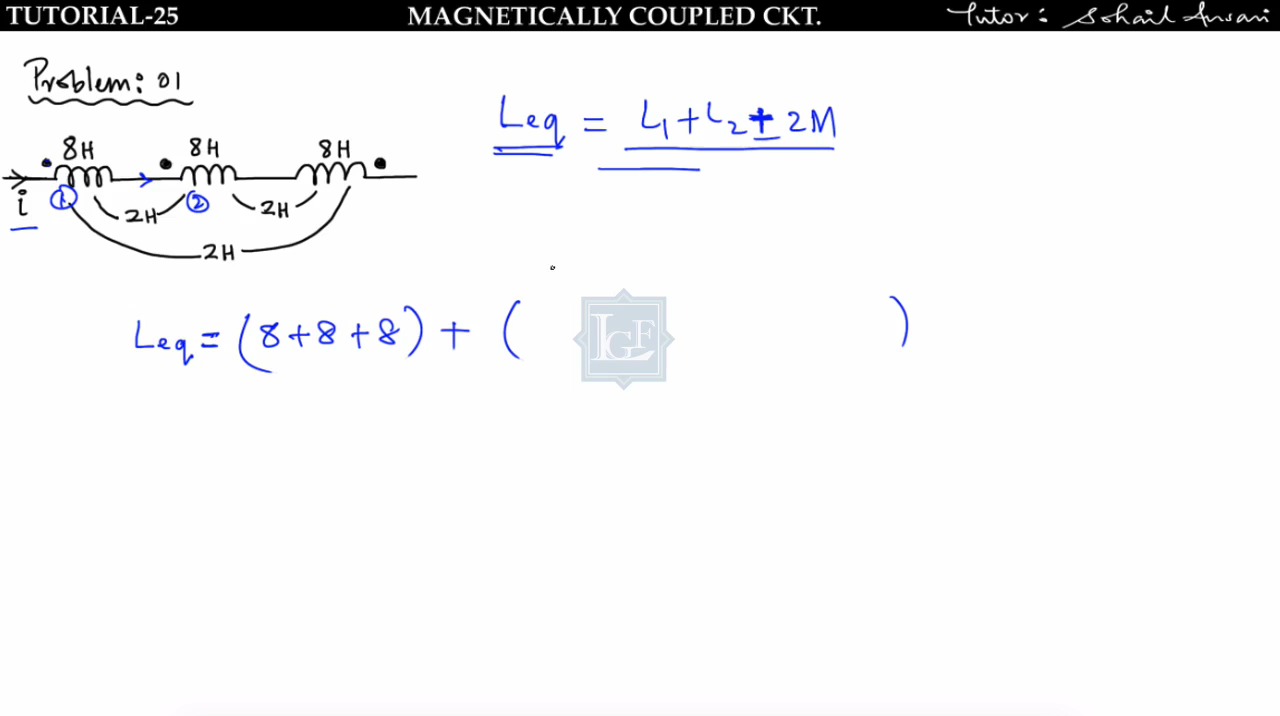 TUTORIAL-25 MAGNETICALLY COUPLED CKT. Tutor: Sohail Ansari
Problem: 01
Leq = L1 + L2 ± 2M
8H 8H 8H
i ① 2H ② 2H
2H
Leq = (8+8+8) + ( )
LGF